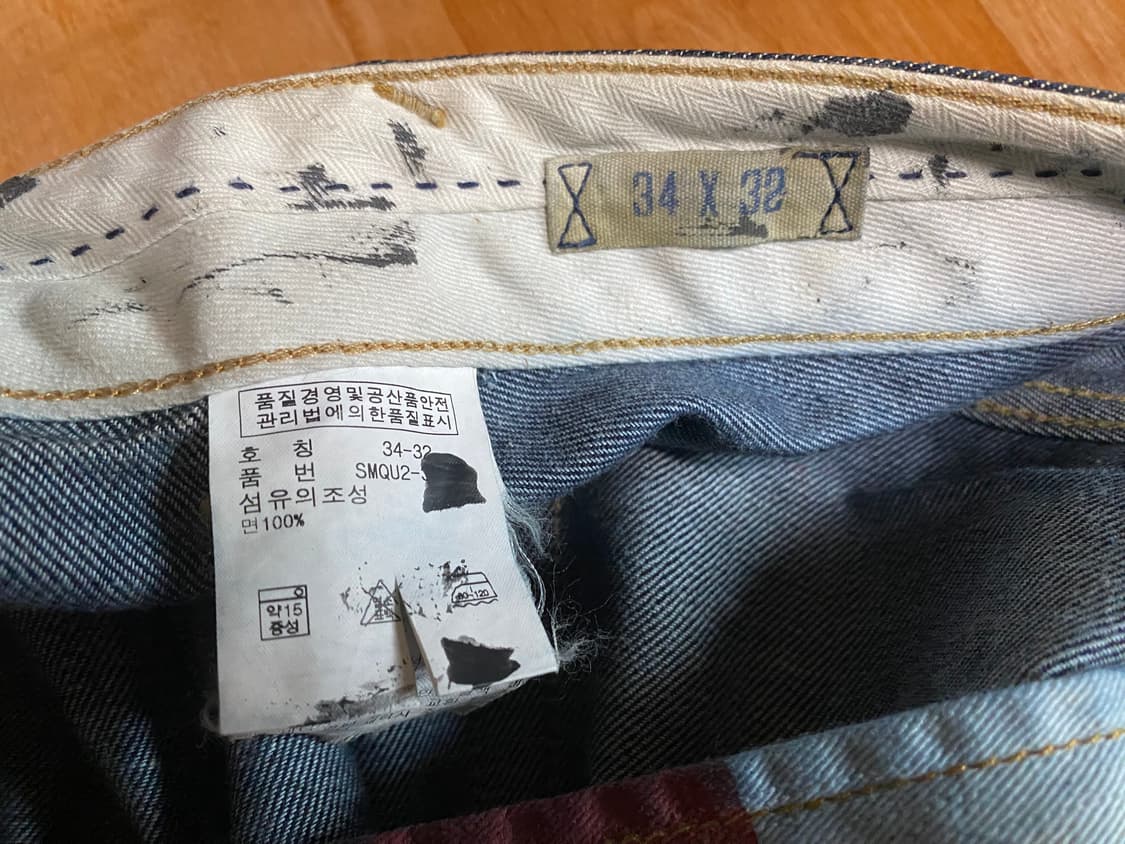 34 X 32
품질경영및공산품안전
관리법에의한품질표시
호 칭 34-32
품 번 SMQU2-
섬유의조성
면100%
약15
중성
80~120